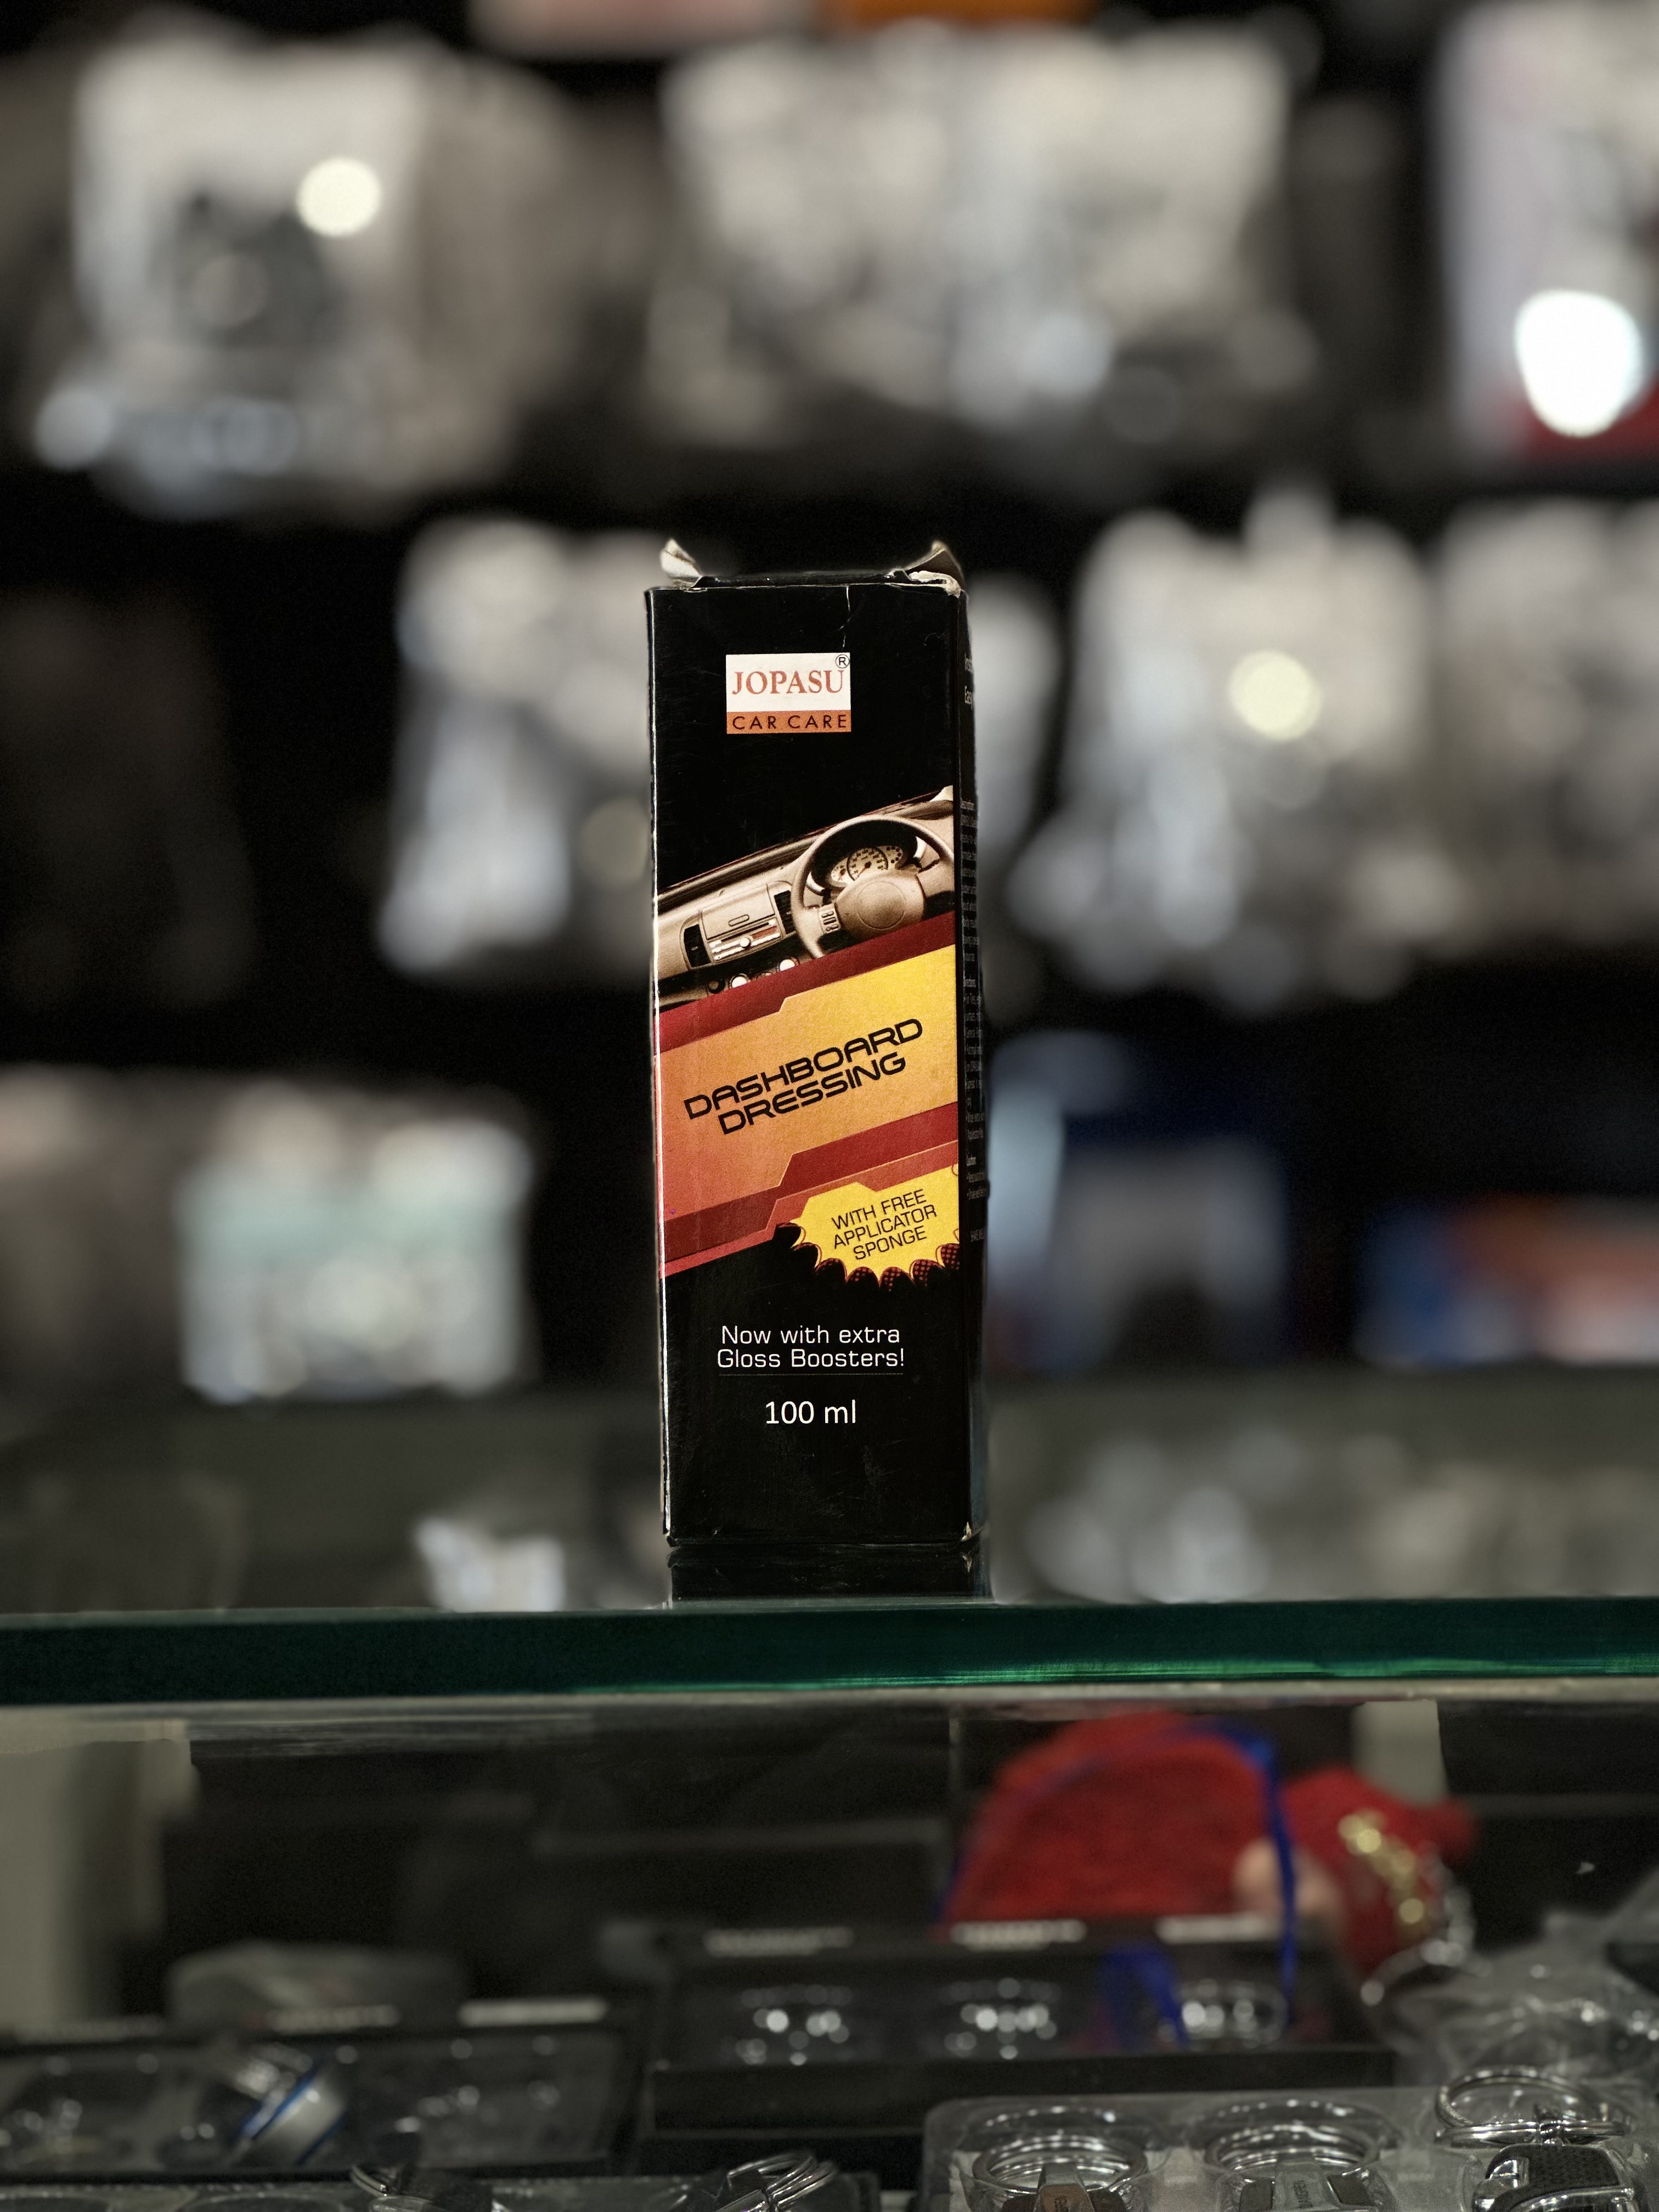 JOPASU®
CAR CARE
DASHBOARD
DRESSING
WITH FREE
APPLICATOR
SPONGE
Now with extra
Gloss Boosters!
100 ml